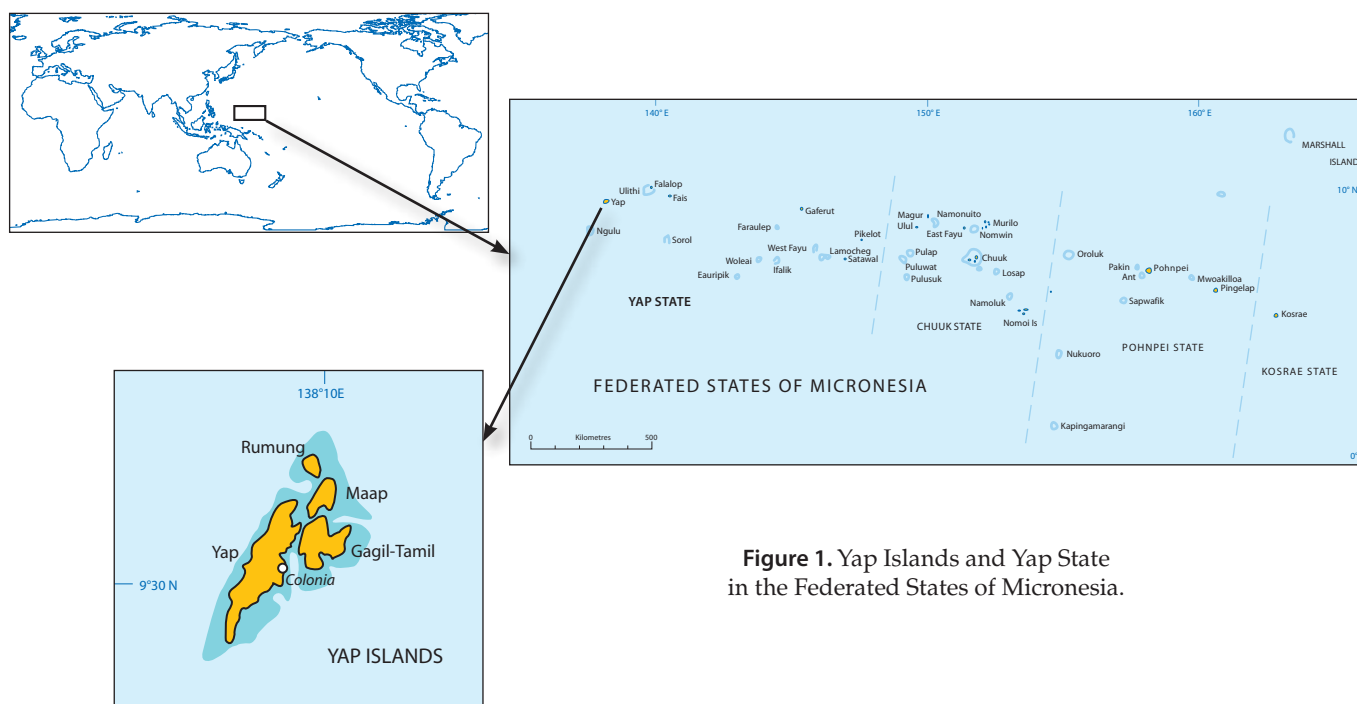 140° E
150° E
160° E
MARSHALL
ISLAND
10° N
Ulithi
Falalop
Fais
Yap
Ngulu
Sorol
Gaferut
Faraulep
Pikelot
West Fayu
Lamocheg
Satawal
Woleai
Ifalik
Eauripik
YAP STATE
Magur
Namonuito
Murilo
Ulul
East Fayu
Nomwin
Pulap
Chuuk
Puluwat
Pulusuk
Losap
Namoluk
Nomoi Is
CHUUK STATE
Oroluk
Pakin
Pohnpei
Ant
Mwoakilloa
Pingelap
Sapwafik
Nukuoro
POHNPEI STATE
Kapingamarangi
Kosrae
KOSRAE STATE
FEDERATED STATES OF MICRONESIA
0
Kilometres
500
0°
138°10E
Rumung
Maap
Yap
Gagil-Tamil
Colonia
9°30 N
YAP ISLANDS
Figure 1. Yap Islands and Yap State
in the Federated States of Micronesia.